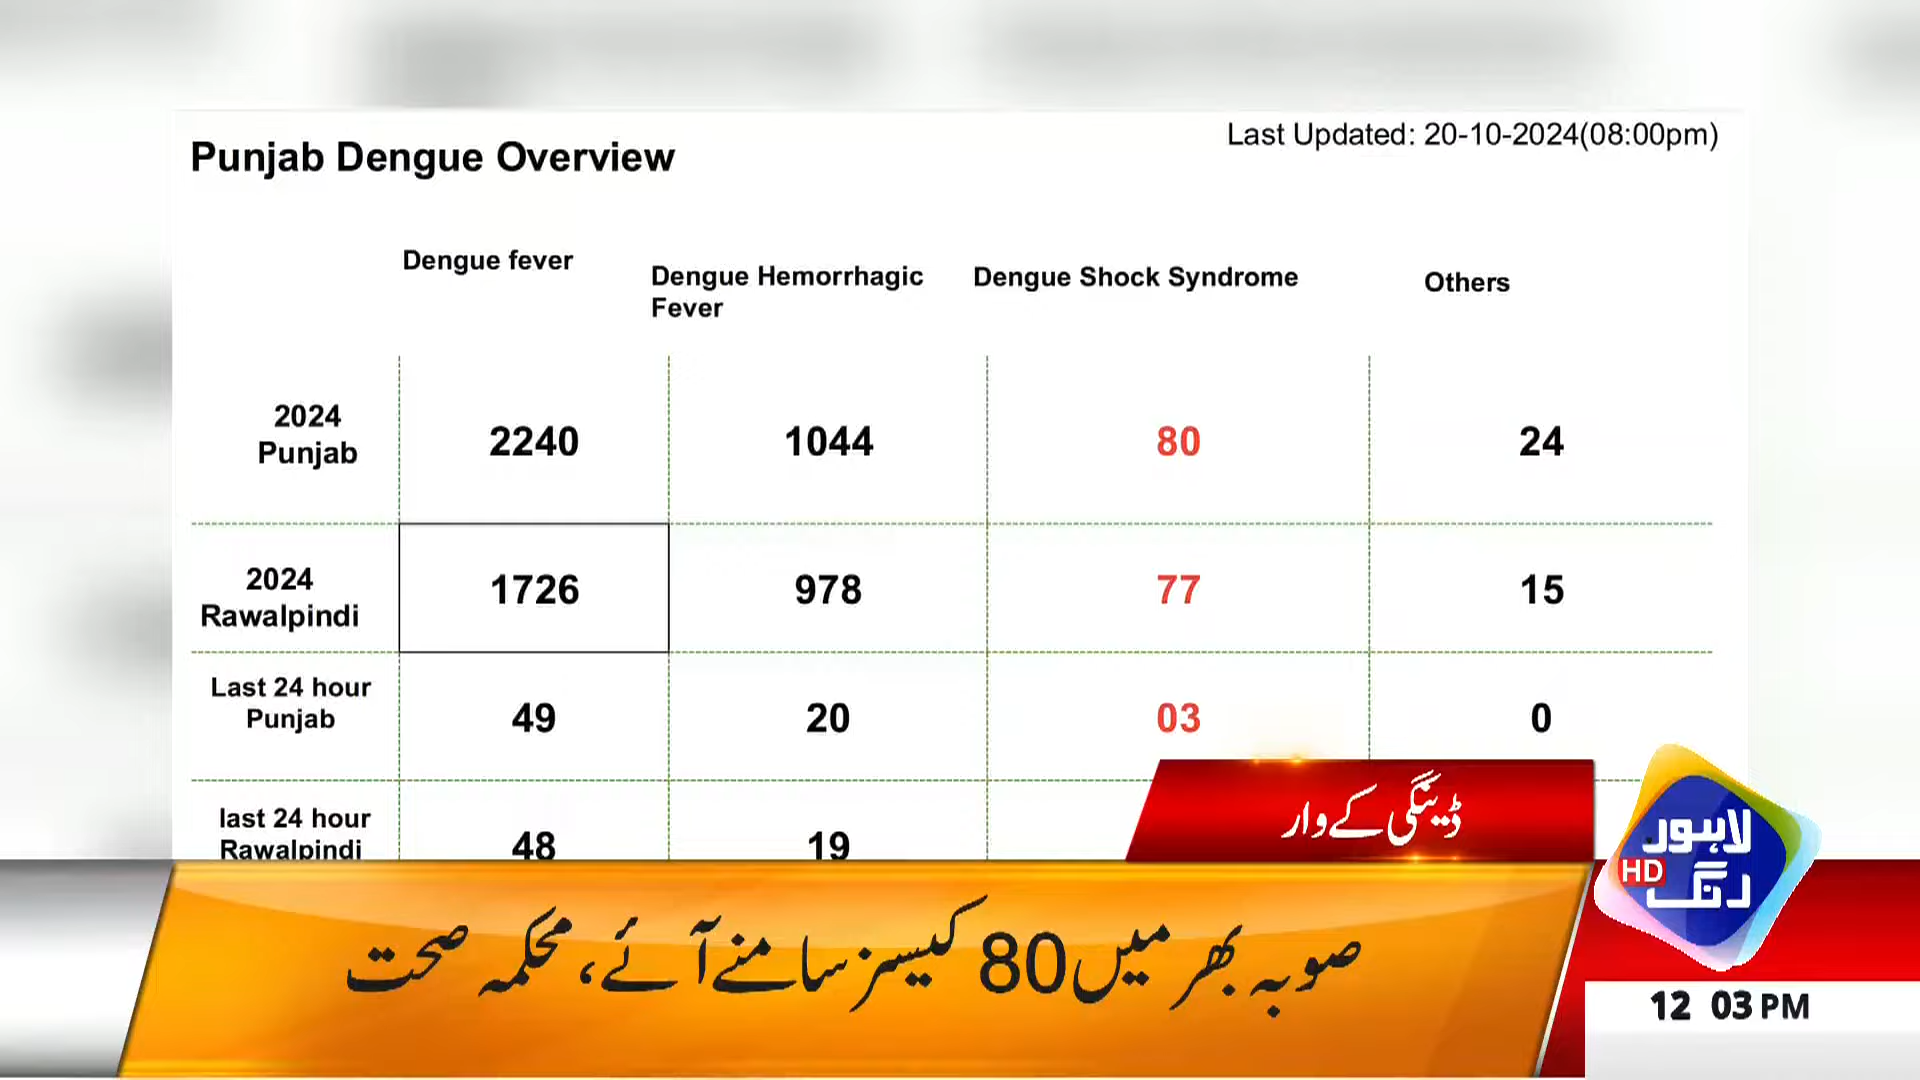 Punjab Dengue Overview
Last Updated: 20-10-2024(08:00pm)
Dengue fever
Dengue Hemorrhagic
Fever
Dengue Shock Syndrome
Others
2024
Punjab
2240
1044
80
24
2024
Rawalpindi
1726
978
77
15
Last 24 hour
Punjab
49
20
03
0
last 24 hour
Rawalpindi
48
19
ڈینگی کے وار
صوبہ بھر میں 80 کیسز سامنے آئے، محکمہ صحت
لاہور
رنگ
HD
12 03 PM